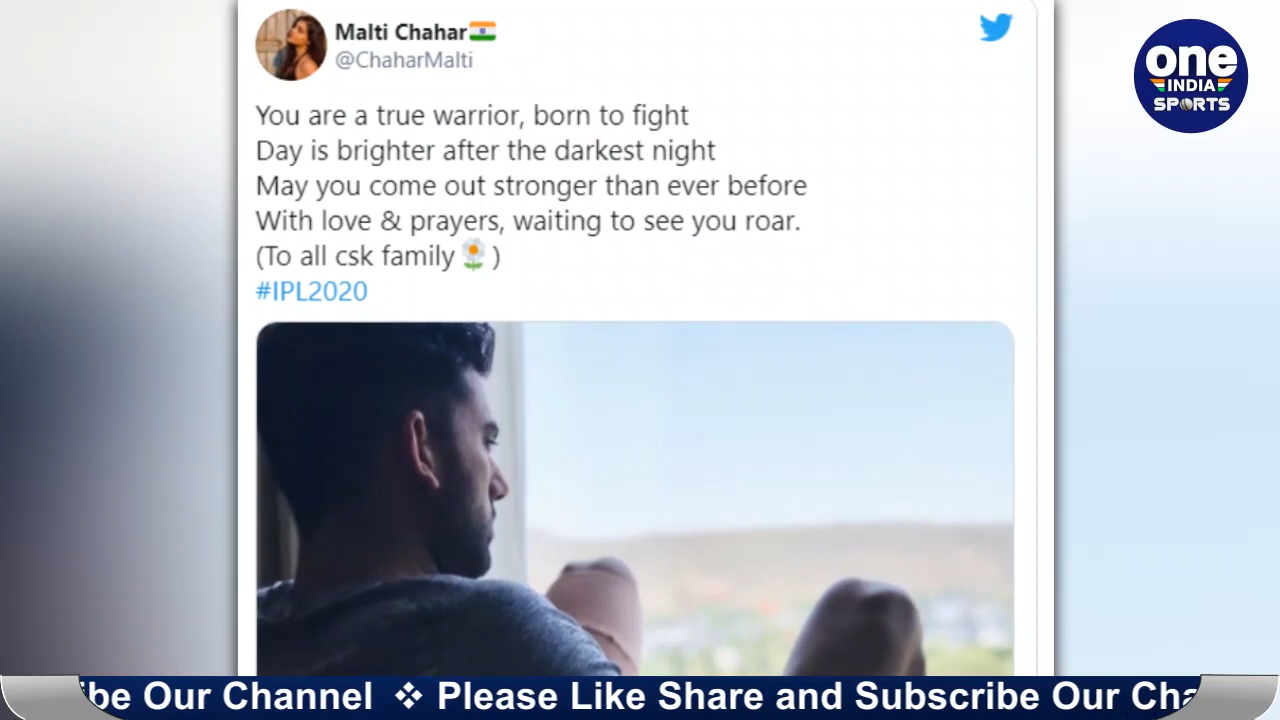 Malti Chahar
@ChaharMalti
one
INDIA
SPORTS
You are a true warrior, born to fight
Day is brighter after the darkest night
May you come out stronger than ever before
With love & prayers, waiting to see you roar.
(To all csk family 🌼 )
#IPL2020
ibe Our Channel ❖ Please Like Share and Subscribe Our Cha